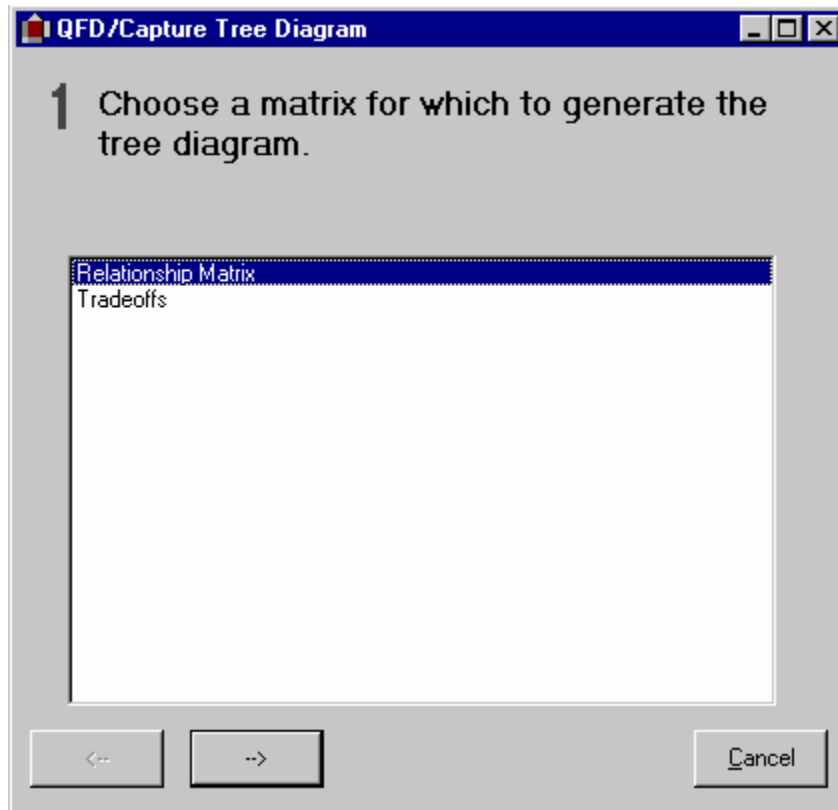 QFD/Capture Tree Diagram
1 Choose a matrix for which to generate the
tree diagram.
Relationship Matrix
Tradeoffs
<-- --> Cancel